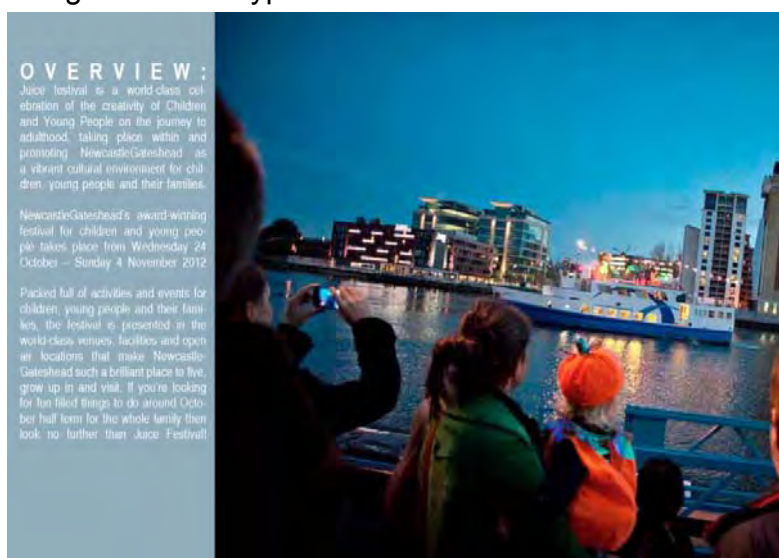 OVERVIEW:
Juice festival is a world-class cel-
ebration of the creativity of Children
and Young People on the journey to
adulthood, taking place within and
promoting NewcastleGateshead as
a vibrant cultural environment for chil-
dren, young people and their families.
NewcastleGateshead's award-winning
festival for children and young peo-
ple takes place from Wednesday 24
October – Sunday 4 November 2012
Packed full of activities and events for
children, young people and their fami-
lies, the festival is presented in the
world-class venues, facilities and open
air locations that make Newcastle-
Gateshead such a brilliant place to live,
grow up in and visit. If you're looking
for fun filled things to do around Octo-
ber half term for the whole family then
look no further than Juice Festival!